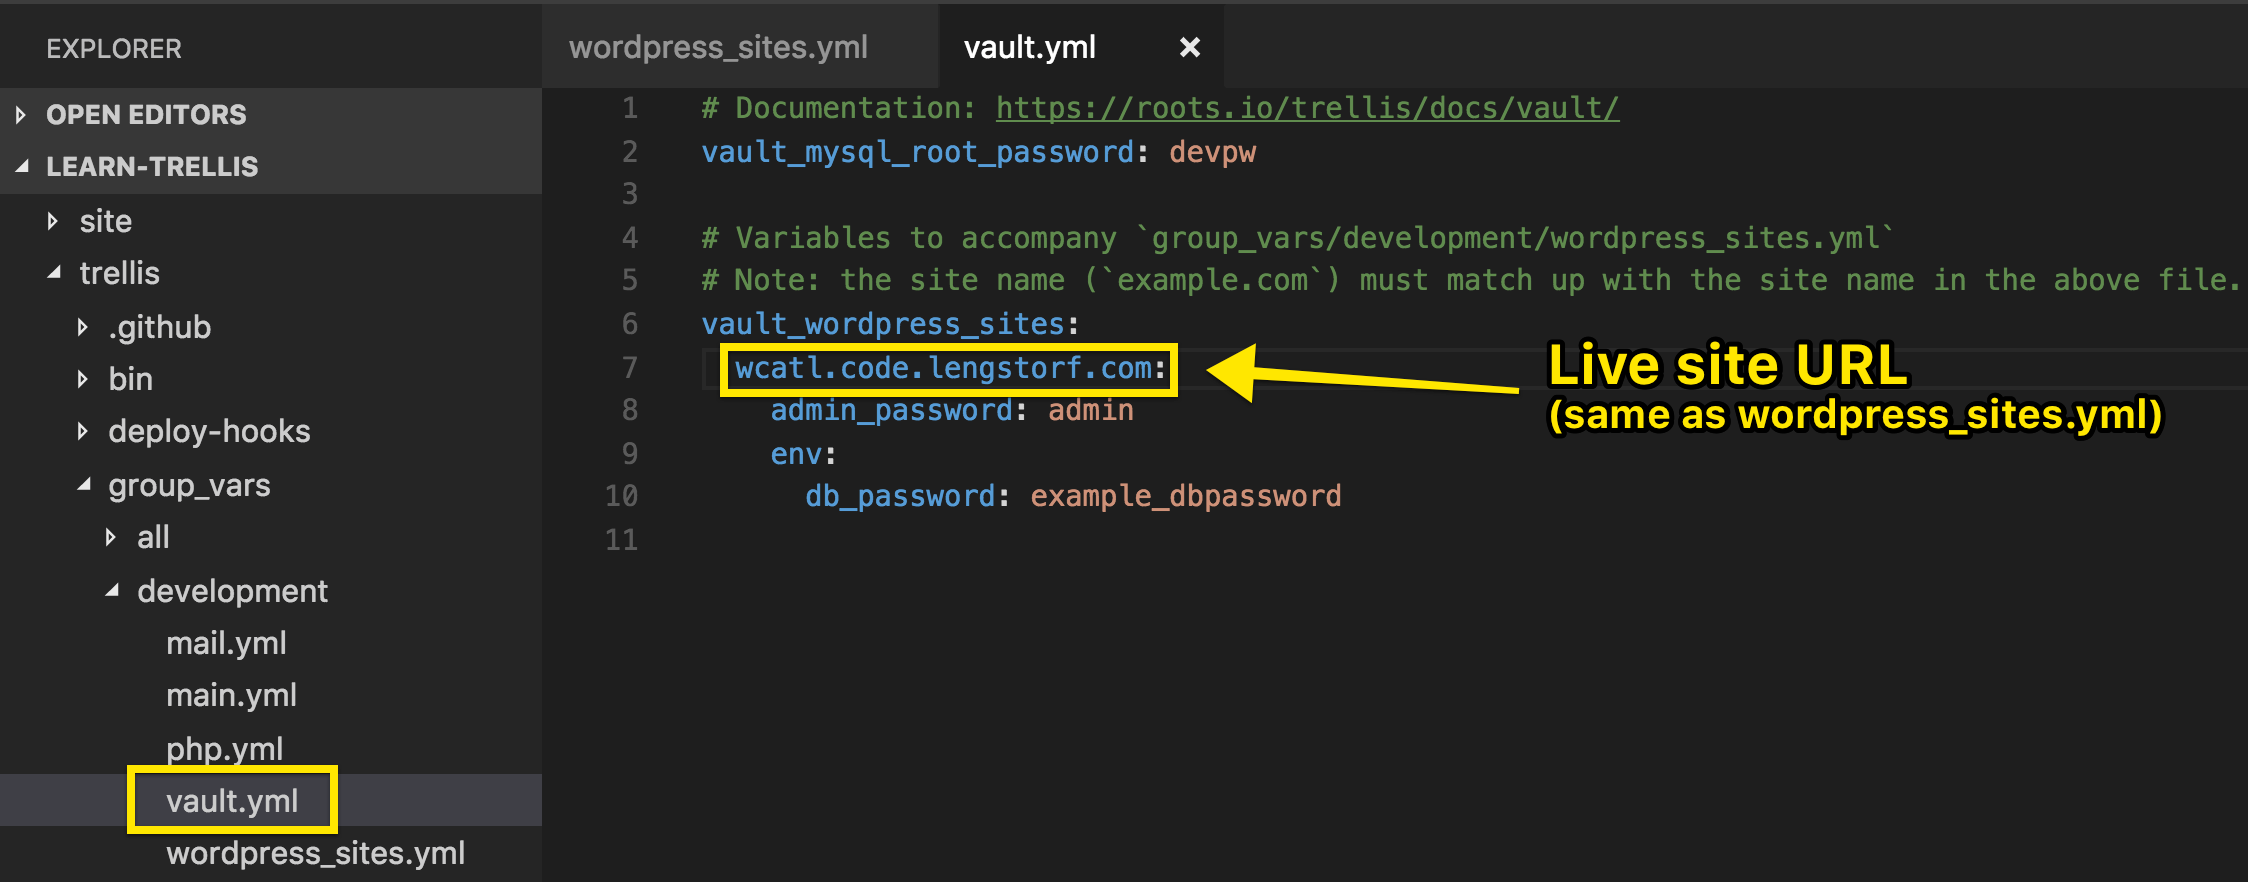 EXPLORER
OPEN EDITORS
LEARN-TRELLIS
site
trellis
.github
bin
deploy-hooks
group_vars
all
development
mail.yml
main.yml
php.yml
vault.yml
wordpress_sites.yml
wordpress_sites.yml
vault.yml
1 # Documentation: https://roots.io/trellis/docs/vault/
2 vault_mysql_root_password: devpw
3
4 # Variables to accompany `group_vars/development/wordpress_sites.yml`
5 # Note: the site name (`example.com`) must match up with the site name in the above file.
6 vault_wordpress_sites:
7 wcatl.code.lengstorf.com:
8 admin_password: admin
9 env:
10 db_password: example_dbpassword
11
Live site URL
(same as wordpress_sites.yml)